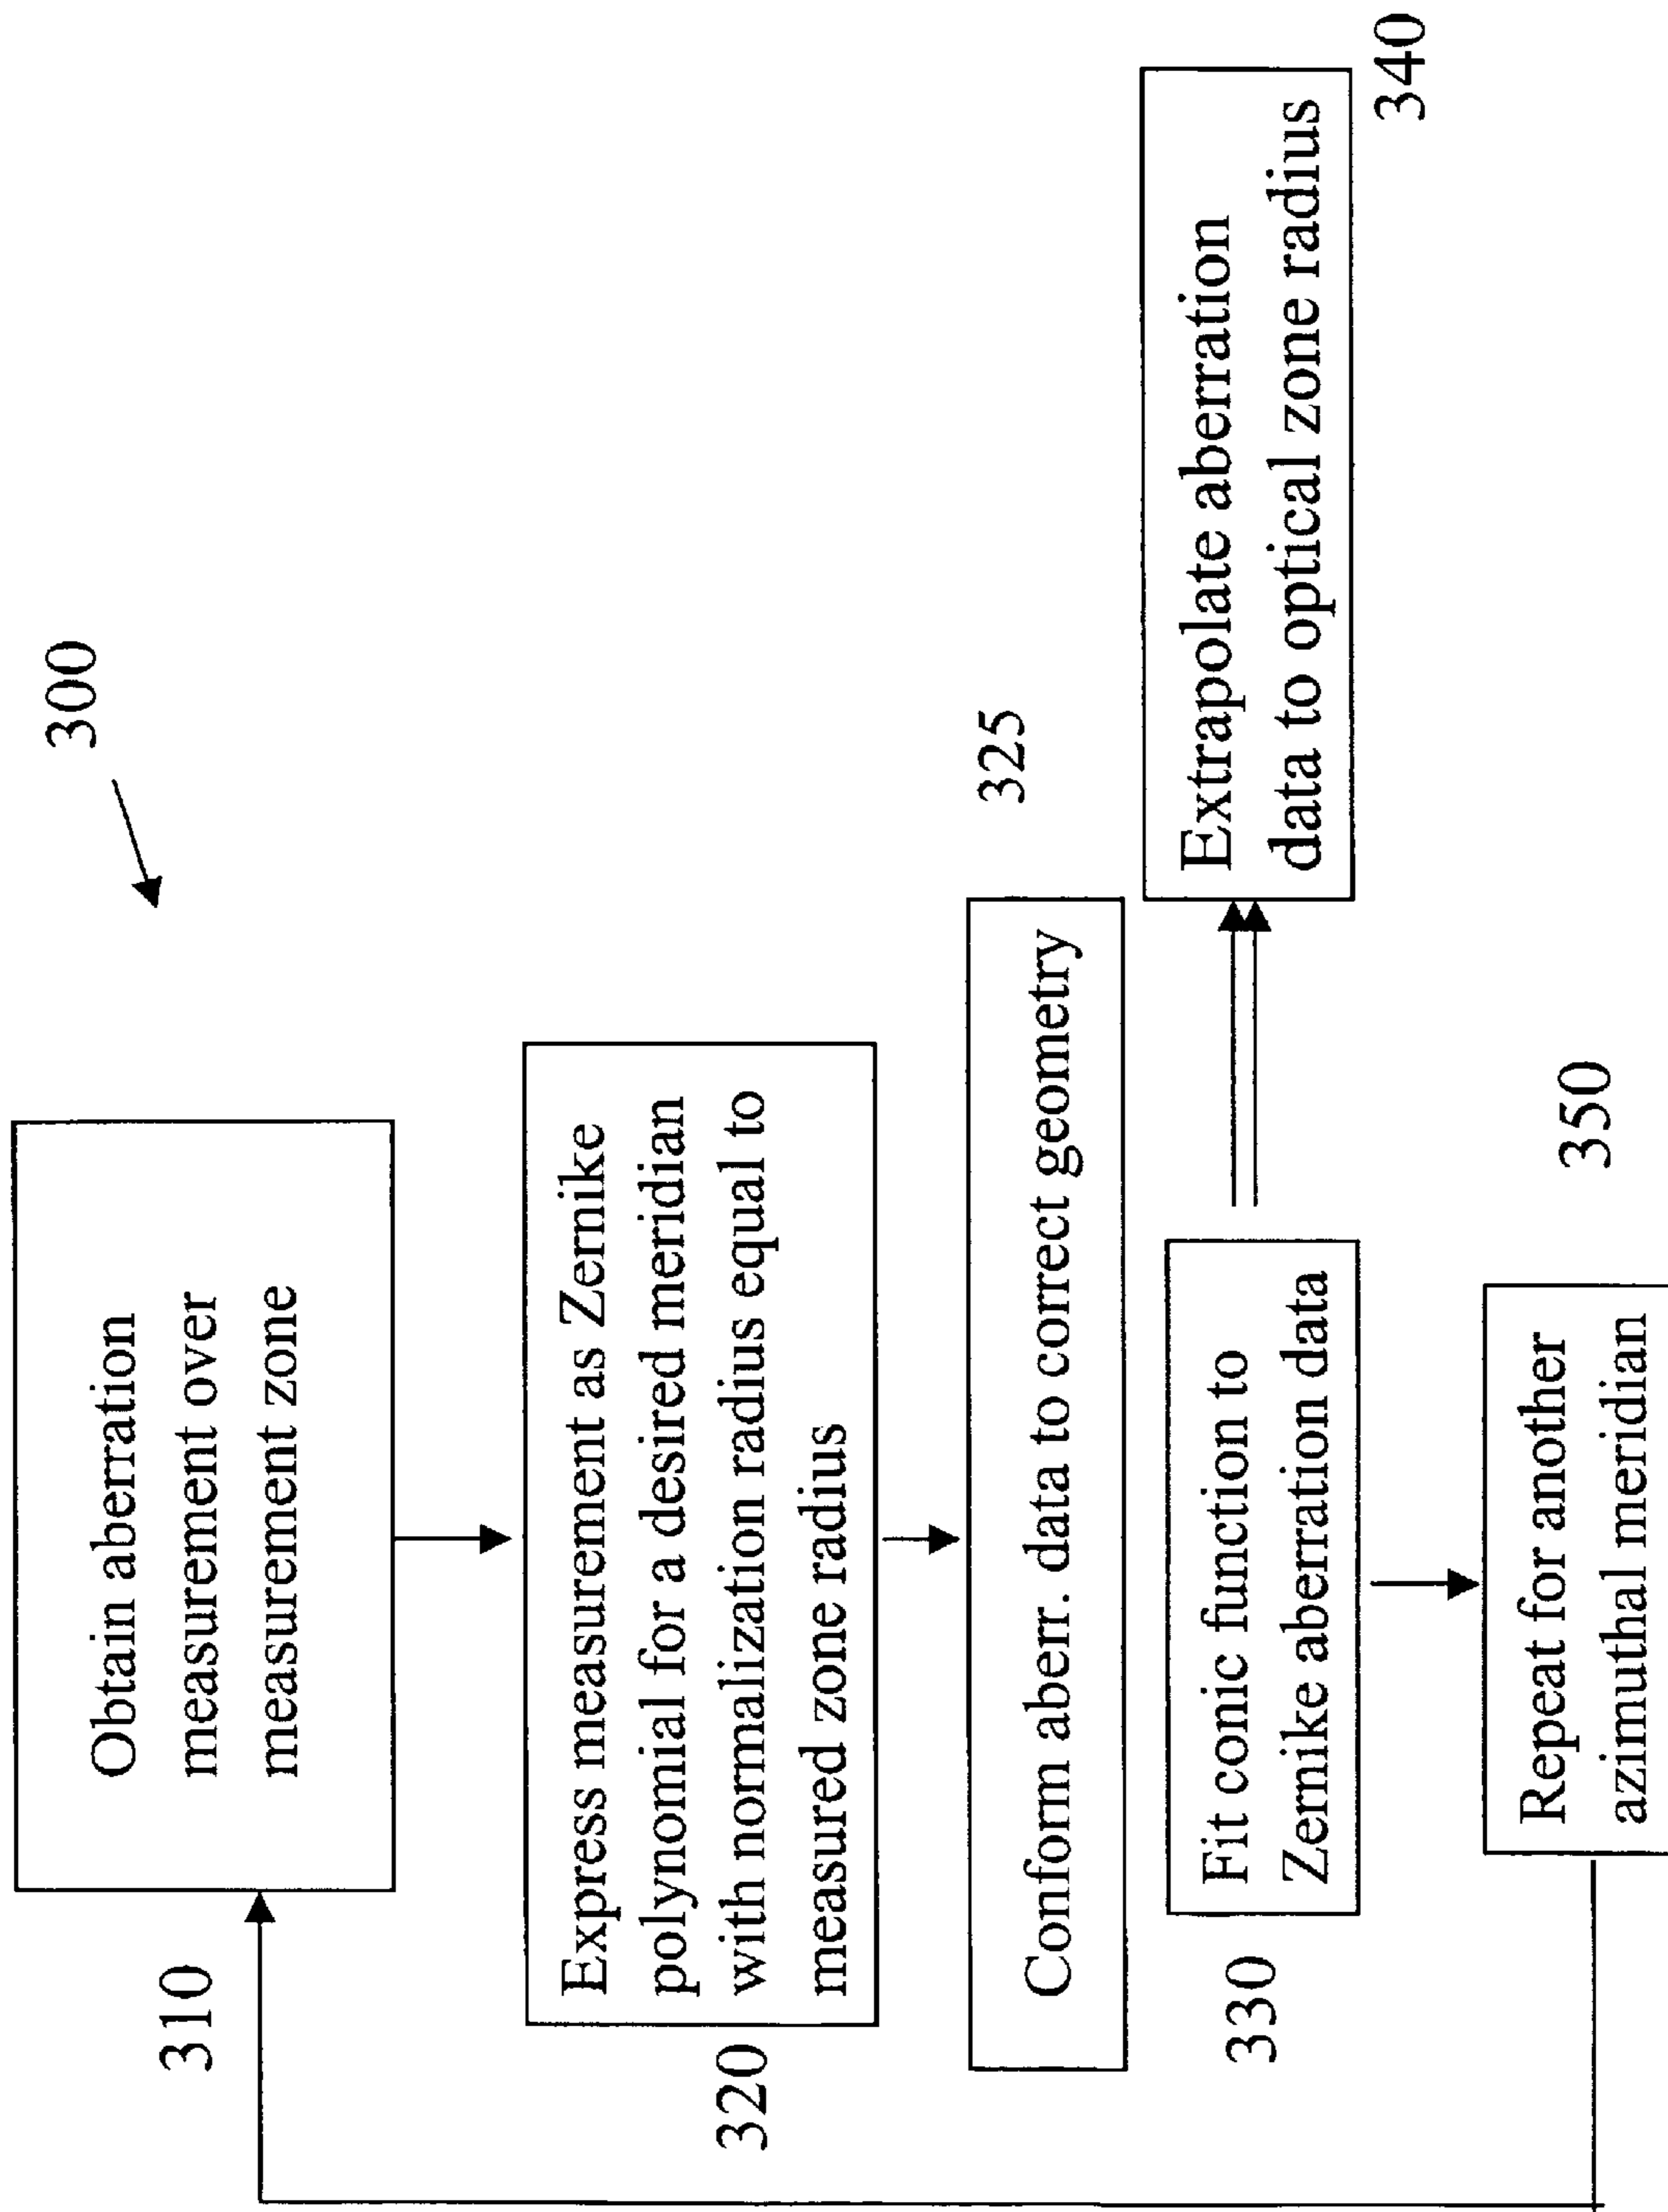 300
310
Obtain aberration
measurement over
measurement zone
320
Express measurement as Zernike
polynomial for a desired meridian
with normalization radius equal to
measured zone radius
325
Conform aberr. data to correct geometry
330
Fit conic function to
Zernike aberration data
Extrapolate aberration
data to optical zone radius
340
350
Repeat for another
azimuthal meridian